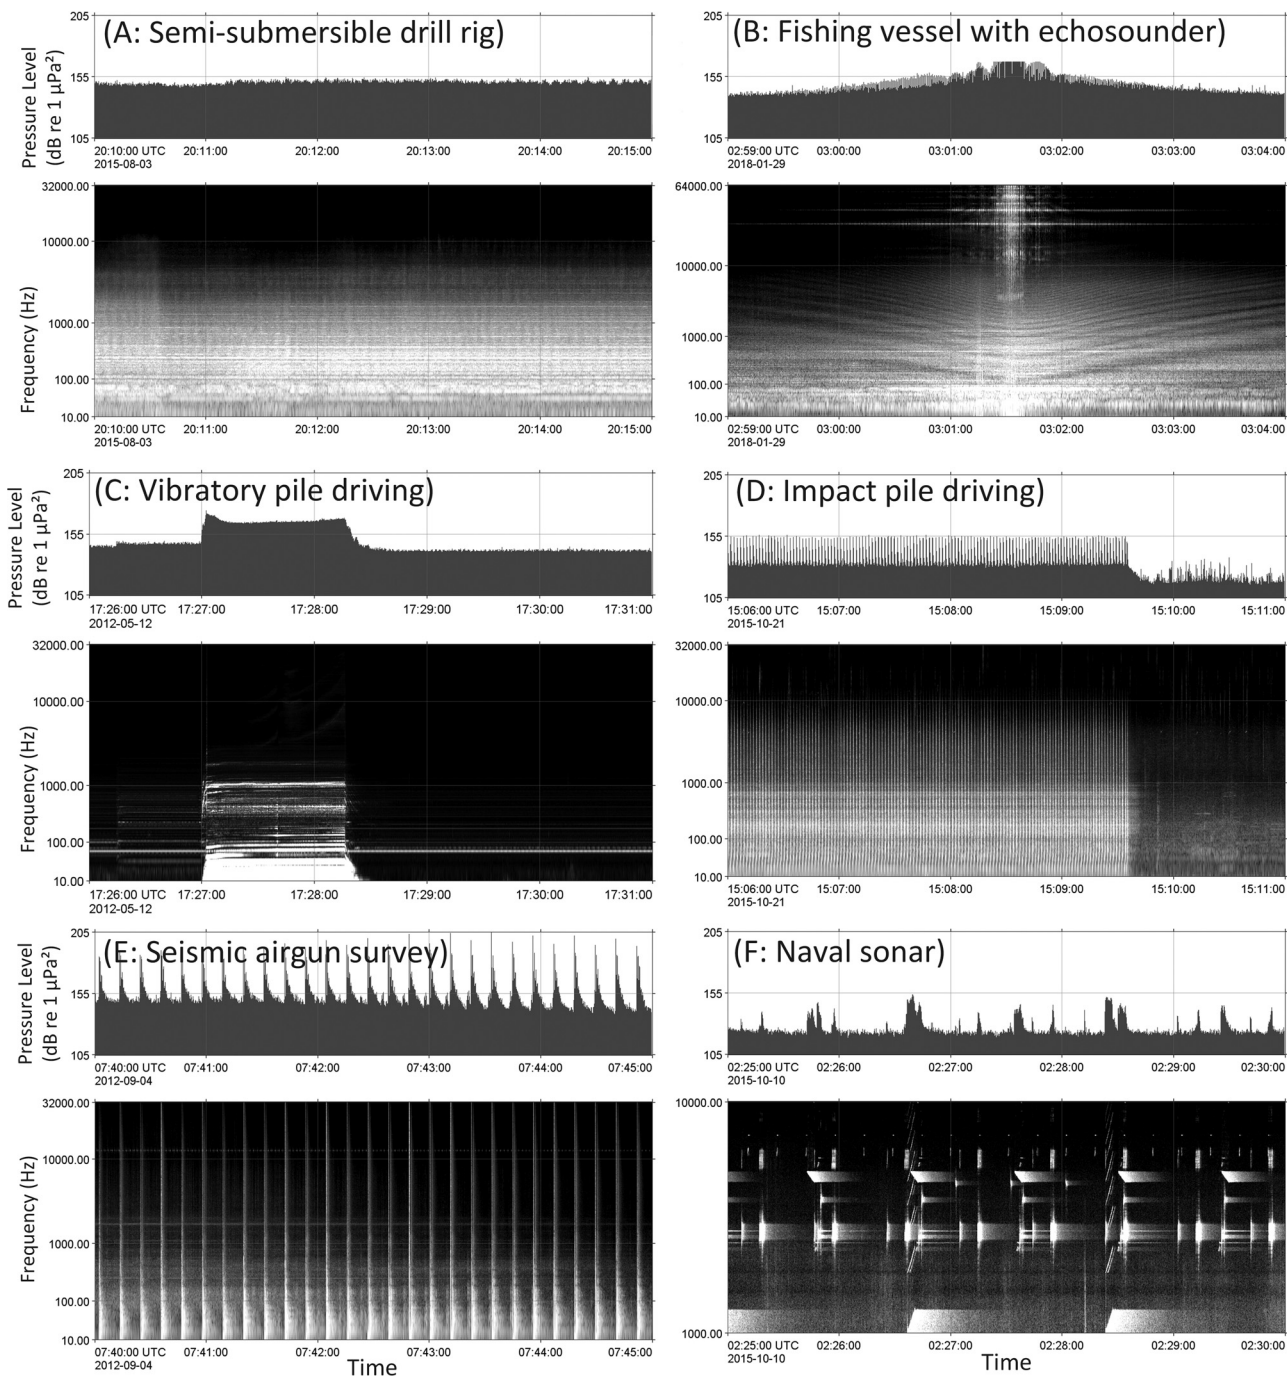 (A: Semi-submersible drill rig)
205
155
105
Pressure Level
(dB re 1 µPa²)
20:10:00 UTC 20:11:00 20:12:00 20:13:00 20:14:00 20:15:00
2015-08-03
32000.00
10000.00
1000.00
100.00
10.00
Frequency (Hz)
20:10:00 UTC 20:11:00 20:12:00 20:13:00 20:14:00 20:15:00
2015-08-03
(B: Fishing vessel with echosounder)
205
155
105
02:59:00 UTC 03:00:00 03:01:00 03:02:00 03:03:00 03:04:00
2018-01-29
64000.00
10000.00
1000.00
100.00
10.00
02:59:00 UTC 03:00:00 03:01:00 03:02:00 03:03:00 03:04:00
2018-01-29
(C: Vibratory pile driving)
205
155
105
Pressure Level
(dB re 1 µPa²)
17:26:00 UTC 17:27:00 17:28:00 17:29:00 17:30:00 17:31:00
2012-05-12
32000.00
10000.00
1000.00
100.00
10.00
Frequency (Hz)
17:26:00 UTC 17:27:00 17:28:00 17:29:00 17:30:00 17:31:00
2012-05-12
(D: Impact pile driving)
205
155
105
15:06:00 UTC 15:07:00 15:08:00 15:09:00 15:10:00 15:11:00
2015-10-21
32000.00
10000.00
1000.00
100.00
10.00
15:06:00 UTC 15:07:00 15:08:00 15:09:00 15:10:00 15:11:00
2015-10-21
(E: Seismic airgun survey)
205
155
105
Pressure Level
(dB re 1 µPa²)
07:40:00 UTC 07:41:00 07:42:00 07:43:00 07:44:00 07:45:00
2012-09-04
32000.00
10000.00
1000.00
100.00
10.00
Frequency (Hz)
07:40:00 UTC 07:41:00 07:42:00 07:43:00 07:44:00 07:45:00
2012-09-04
Time
(F: Naval sonar)
205
155
105
02:25:00 UTC 02:26:00 02:27:00 02:28:00 02:29:00 02:30:00
2015-10-10
10000.00
1000.00
02:25:00 UTC 02:26:00 02:27:00 02:28:00 02:29:00 02:30:00
2015-10-10
Time